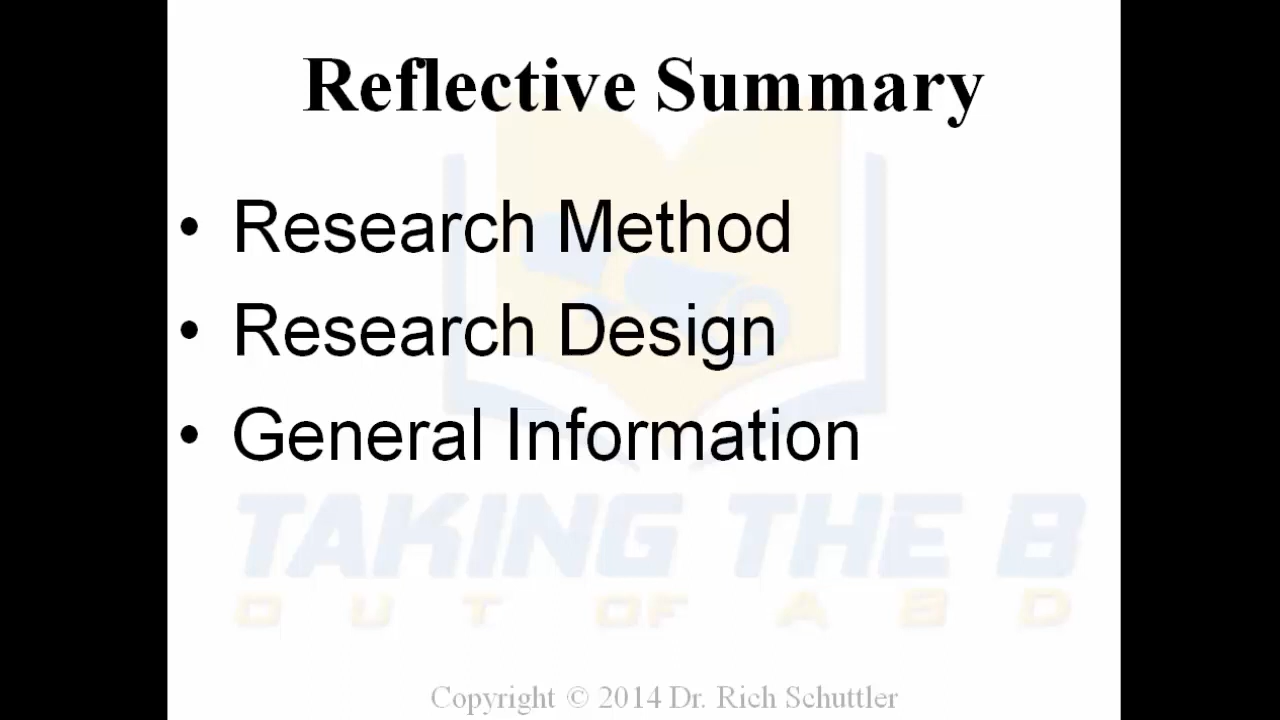 Reflective Summary
• Research Method
• Research Design
• General Information
TAKING THE B
OUT OF ABD
Copyright © 2014 Dr. Rich Schuttler